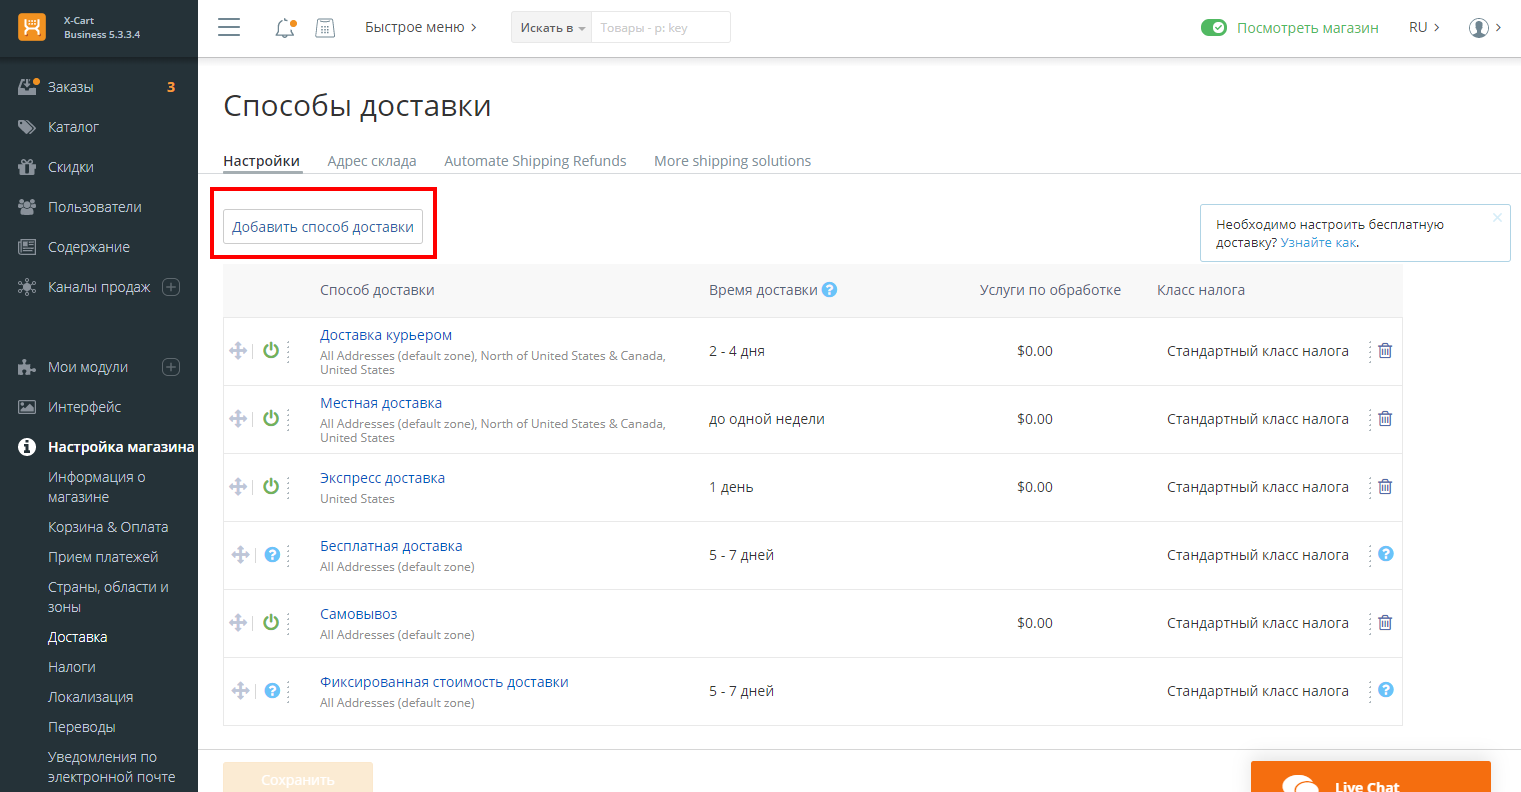 X-Cart
Business 5.3.3.4
Быстрое меню
Искать в
Товары - p: key
Посмотреть магазин
RU
Заказы
3
Каталог
Скидки
Пользователи
Содержание
Каналы продаж
Мои модули
Интерфейс
Настройка магазина
Информация о
магазине
Корзина & Оплата
Прием платежей
Страны, области и
зоны
Доставка
Налоги
Локализация
Переводы
Уведомления по
электронной почте
Способы доставки
Настройки
Адрес склада
Automate Shipping Refunds
More shipping solutions
Добавить способ доставки
Необходимо настроить бесплатную
доставку? Узнайте как.
Способ доставки
Время доставки
Услуги по обработке
Класс налога
Доставка курьером
All Addresses (default zone), North of United States & Canada,
United States
2 - 4 дня
$0.00
Стандартный класс налога
Местная доставка
All Addresses (default zone), North of United States & Canada,
United States
до одной недели
$0.00
Стандартный класс налога
Экспресс доставка
United States
1 день
$0.00
Стандартный класс налога
Бесплатная доставка
All Addresses (default zone)
5 - 7 дней
Стандартный класс налога
Самовывоз
All Addresses (default zone)
$0.00
Стандартный класс налога
Фиксированная стоимость доставки
All Addresses (default zone)
5 - 7 дней
Стандартный класс налога
Сохранить
Live Chat